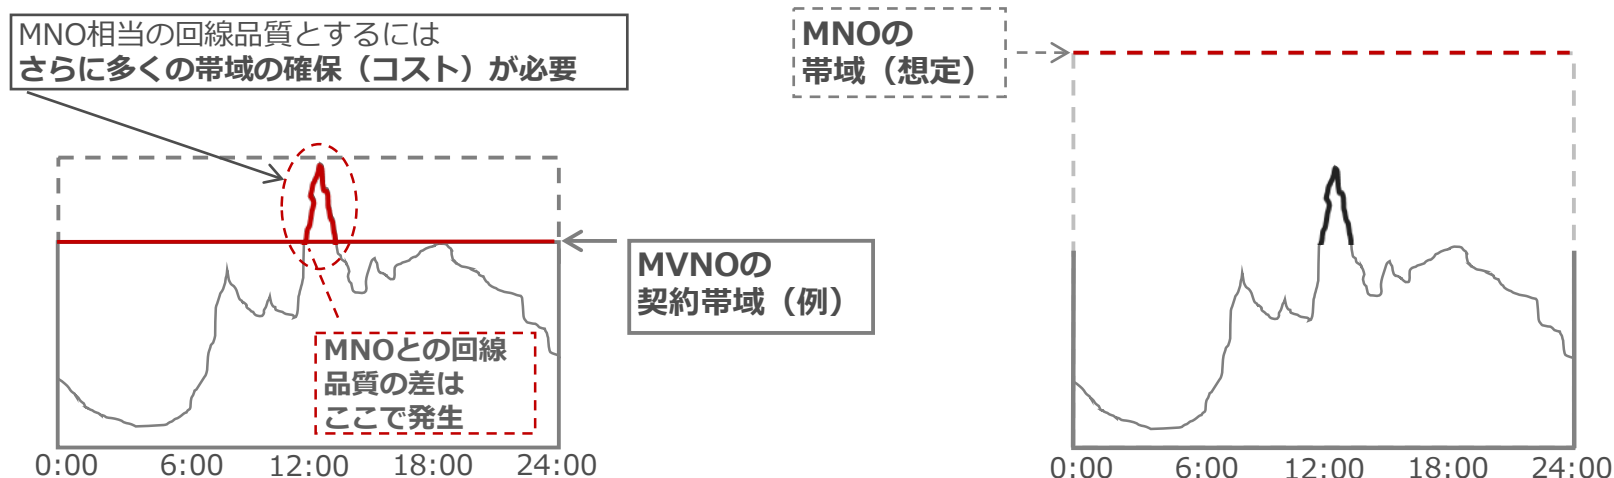 MNO相当の回線品質とするには
さらに多くの帯域の確保（コスト）が必要
MVNOの
契約帯域（例）
MNOとの回線
品質の差は
ここで発生
0:00 6:00 12:00 18:00 24:00
MNOの
帯域（想定）
0:00 6:00 12:00 18:00 24:00